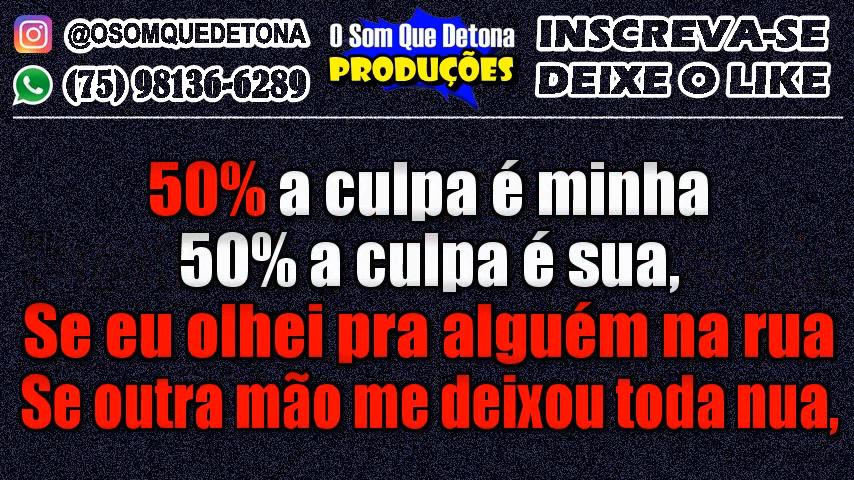 @OSOMQUEDETONA
(75) 98136-6289
O Som Que Detona
PRODUÇÕES
INSCREVA-SE
DEIXE O LIKE
50% a culpa é minha
50% a culpa é sua,
Se eu olhei pra alguém na rua
Se outra mão me deixou toda nua,